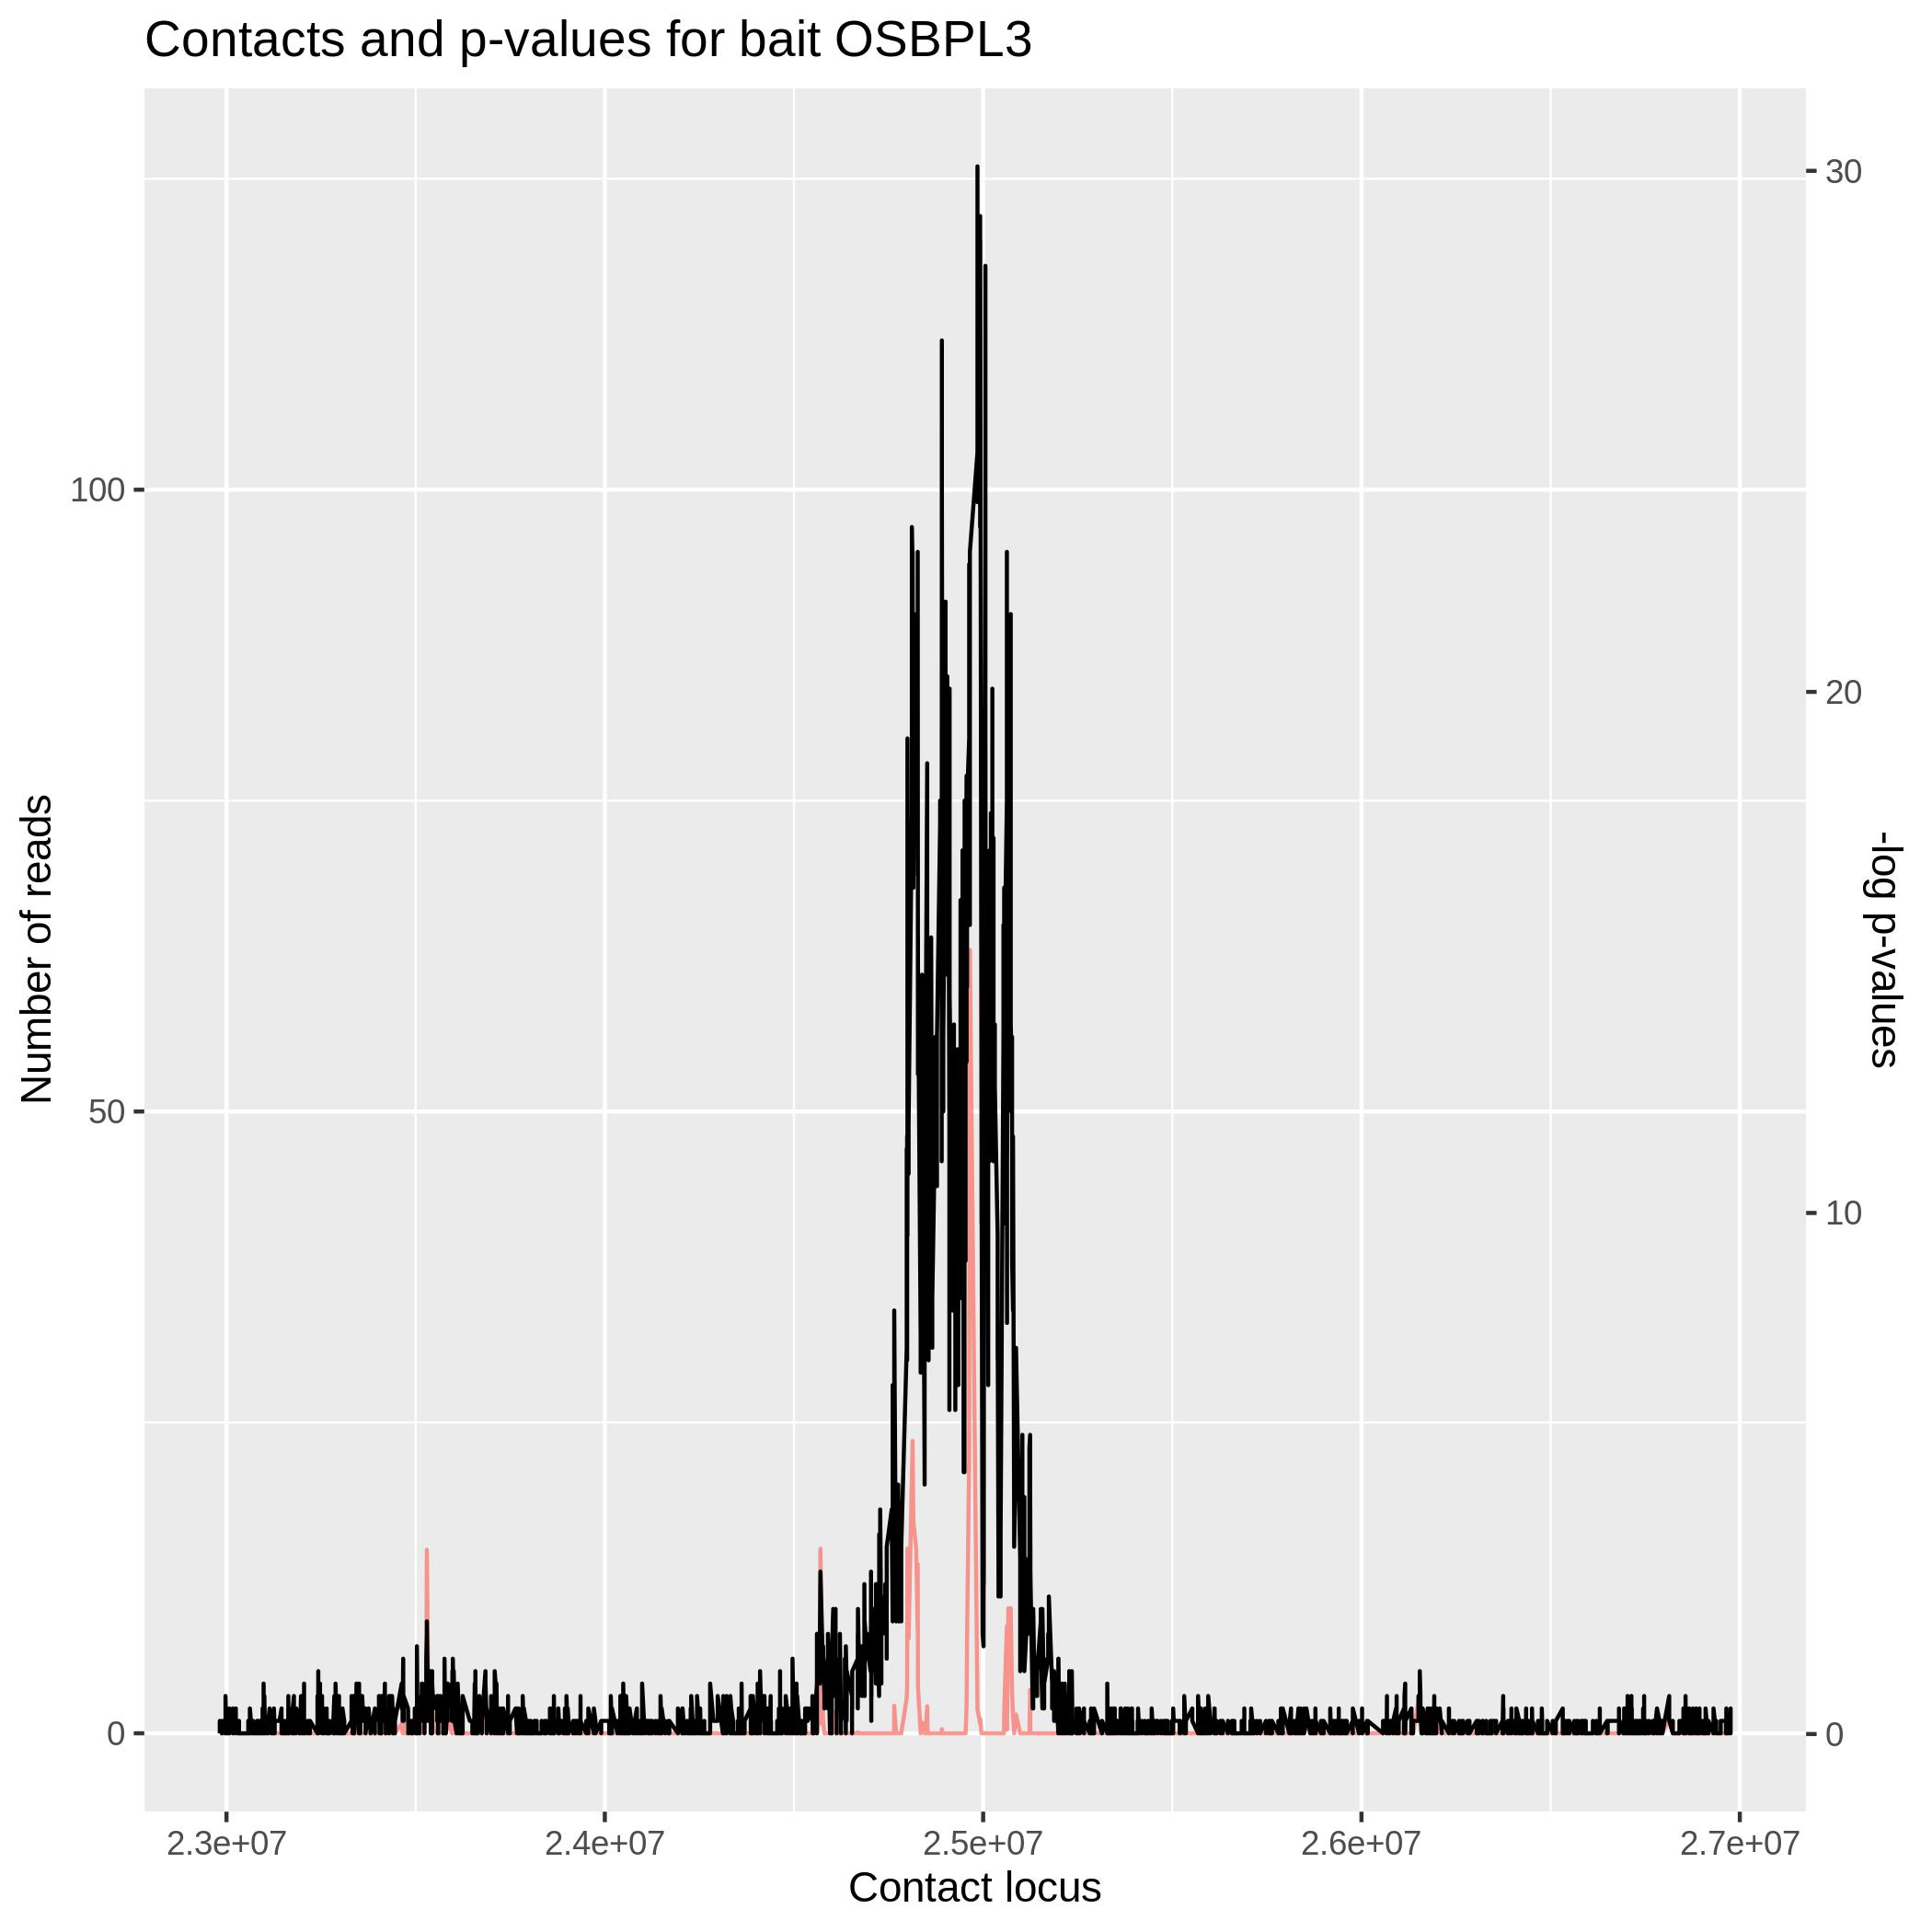 Contacts and p-values for bait OSBPL3
Number of reads
100
50
0
30
20
10
0
-log p-values
2.3e+07
2.4e+07
2.5e+07
2.6e+07
2.7e+07
Contact locus